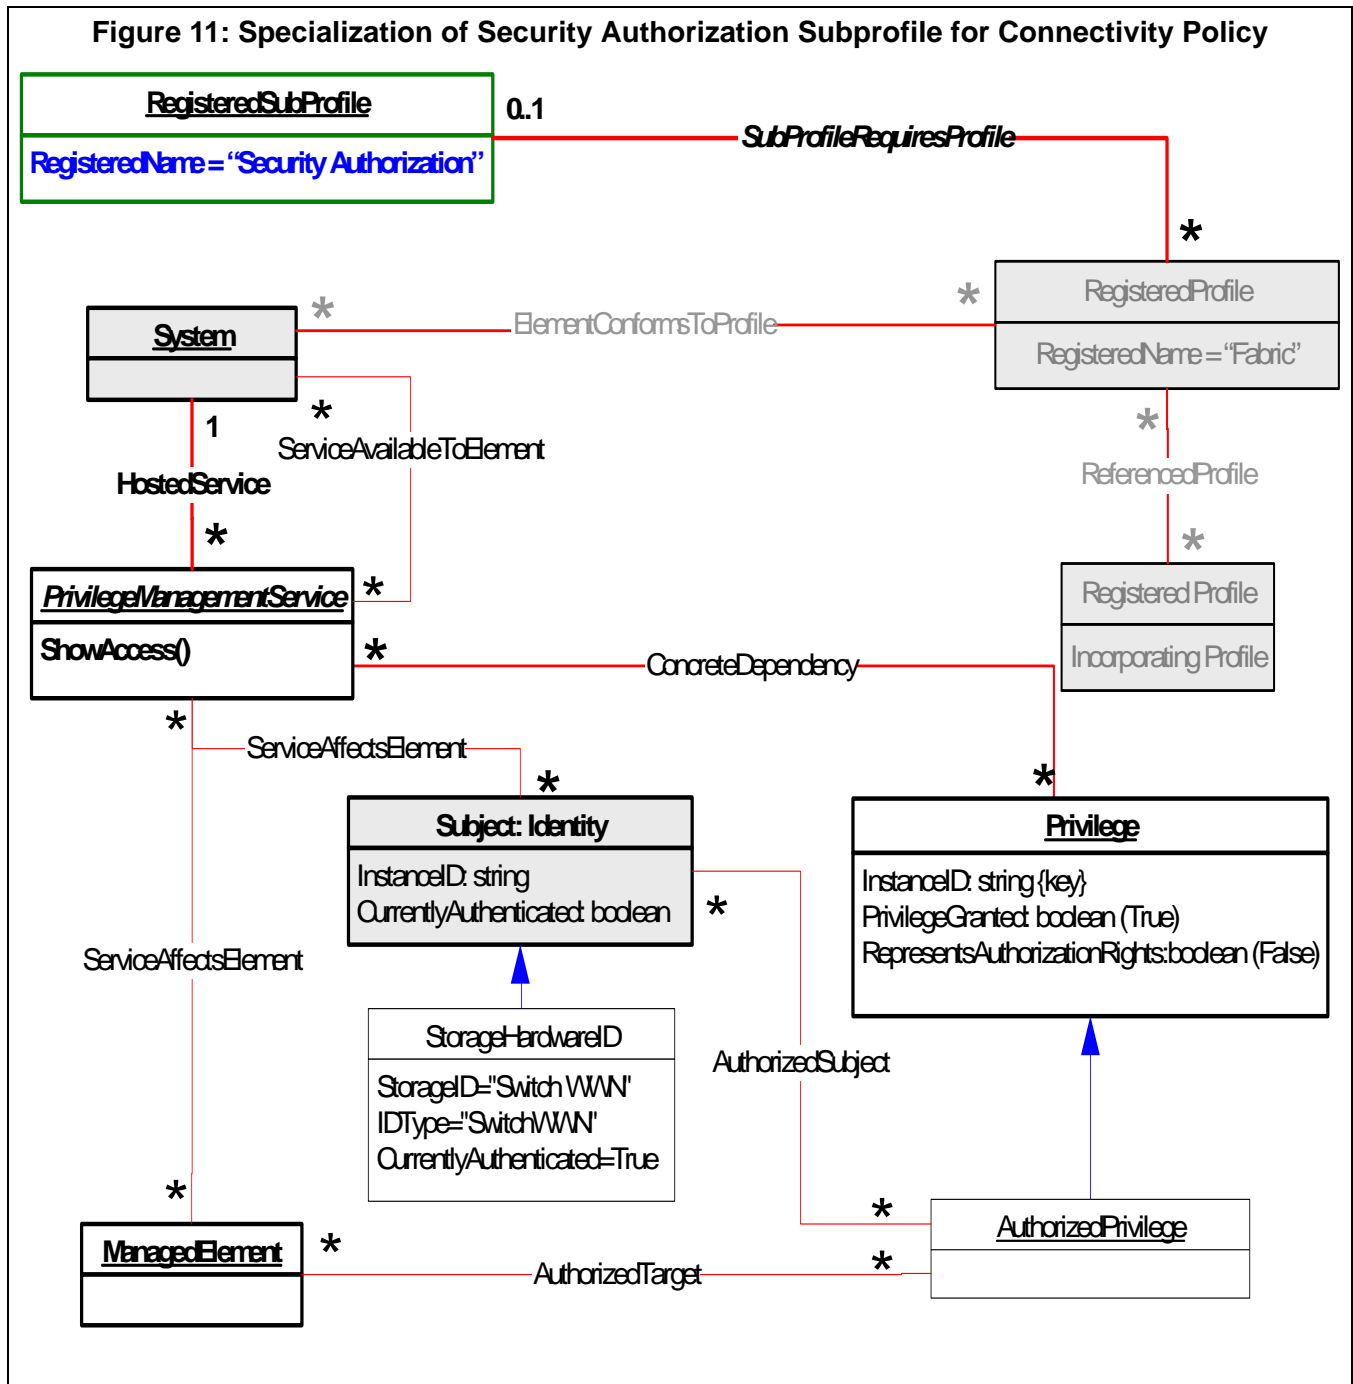 Figure 11: Specialization of Security Authorization Subprofile for Connectivity Policy
RegisteredSubProfile
0..1
RegisteredName = “Security Authorization”
SubProfileRequiresProfile
*
RegisteredProfile
RegisteredName = “Fabric”
*
ElementConformsToProfile
*
System
*
1
ServiceAvailableToElement
*
ReferencedProfile
HostedService
*
*
Registered Profile
Incorporating Profile
PrivilegeManagementService
*
ShowAccess()
*
ConcreteDependency
*
ServiceAffectsElement
*
*
Subject: Identity
InstanceID: string
CurrentlyAuthenticated: boolean
*
Privilege
InstanceID: string {key}
PrivilegeGranted: boolean (True)
RepresentsAuthorizationRights:boolean (False)
ServiceAffectsElement
StorageHardwareID
StorageID="Switch WWN"
IDType="SwitchWWN"
CurrentlyAuthenticated=True
AuthorizedSubject
*
*
AuthorizedPrivilege
ManagedElement
*
AuthorizedTarget
*